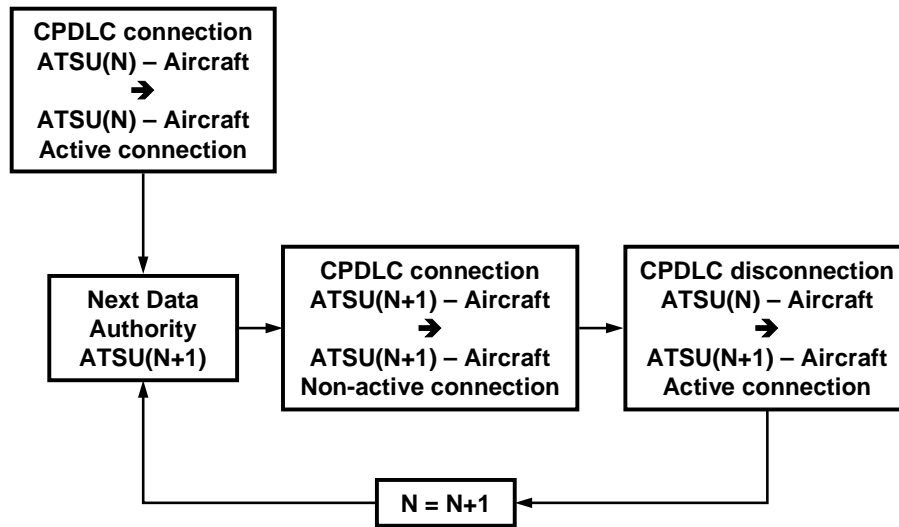 CPDLC connection
ATSU(N) – Aircraft
➔
ATSU(N) – Aircraft
Active connection
Next Data
Authority
ATSU(N+1)
CPDLC connection
ATSU(N+1) – Aircraft
➔
ATSU(N+1) – Aircraft
Non-active connection
CPDLC disconnection
ATSU(N) – Aircraft
➔
ATSU(N+1) – Aircraft
Active connection
N = N+1